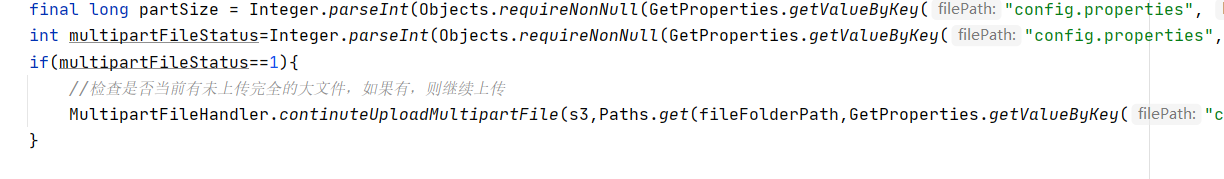 final long partSize = Integer.parseInt(Objects.requireNonNull(GetProperties.getValueByKey( filePath: "config.properties",
int multipartFileStatus=Integer.parseInt(Objects.requireNonNull(GetProperties.getValueByKey( filePath: "config.properties",
if(multipartFileStatus==1){
//检查是否当前有未上传完全的大文件，如果有，则继续上传
MultipartFileHandler.continuteUploadMultipartFile(s3,Paths.get(fileFolderPath,GetProperties.getValueByKey( filePath: "c
}